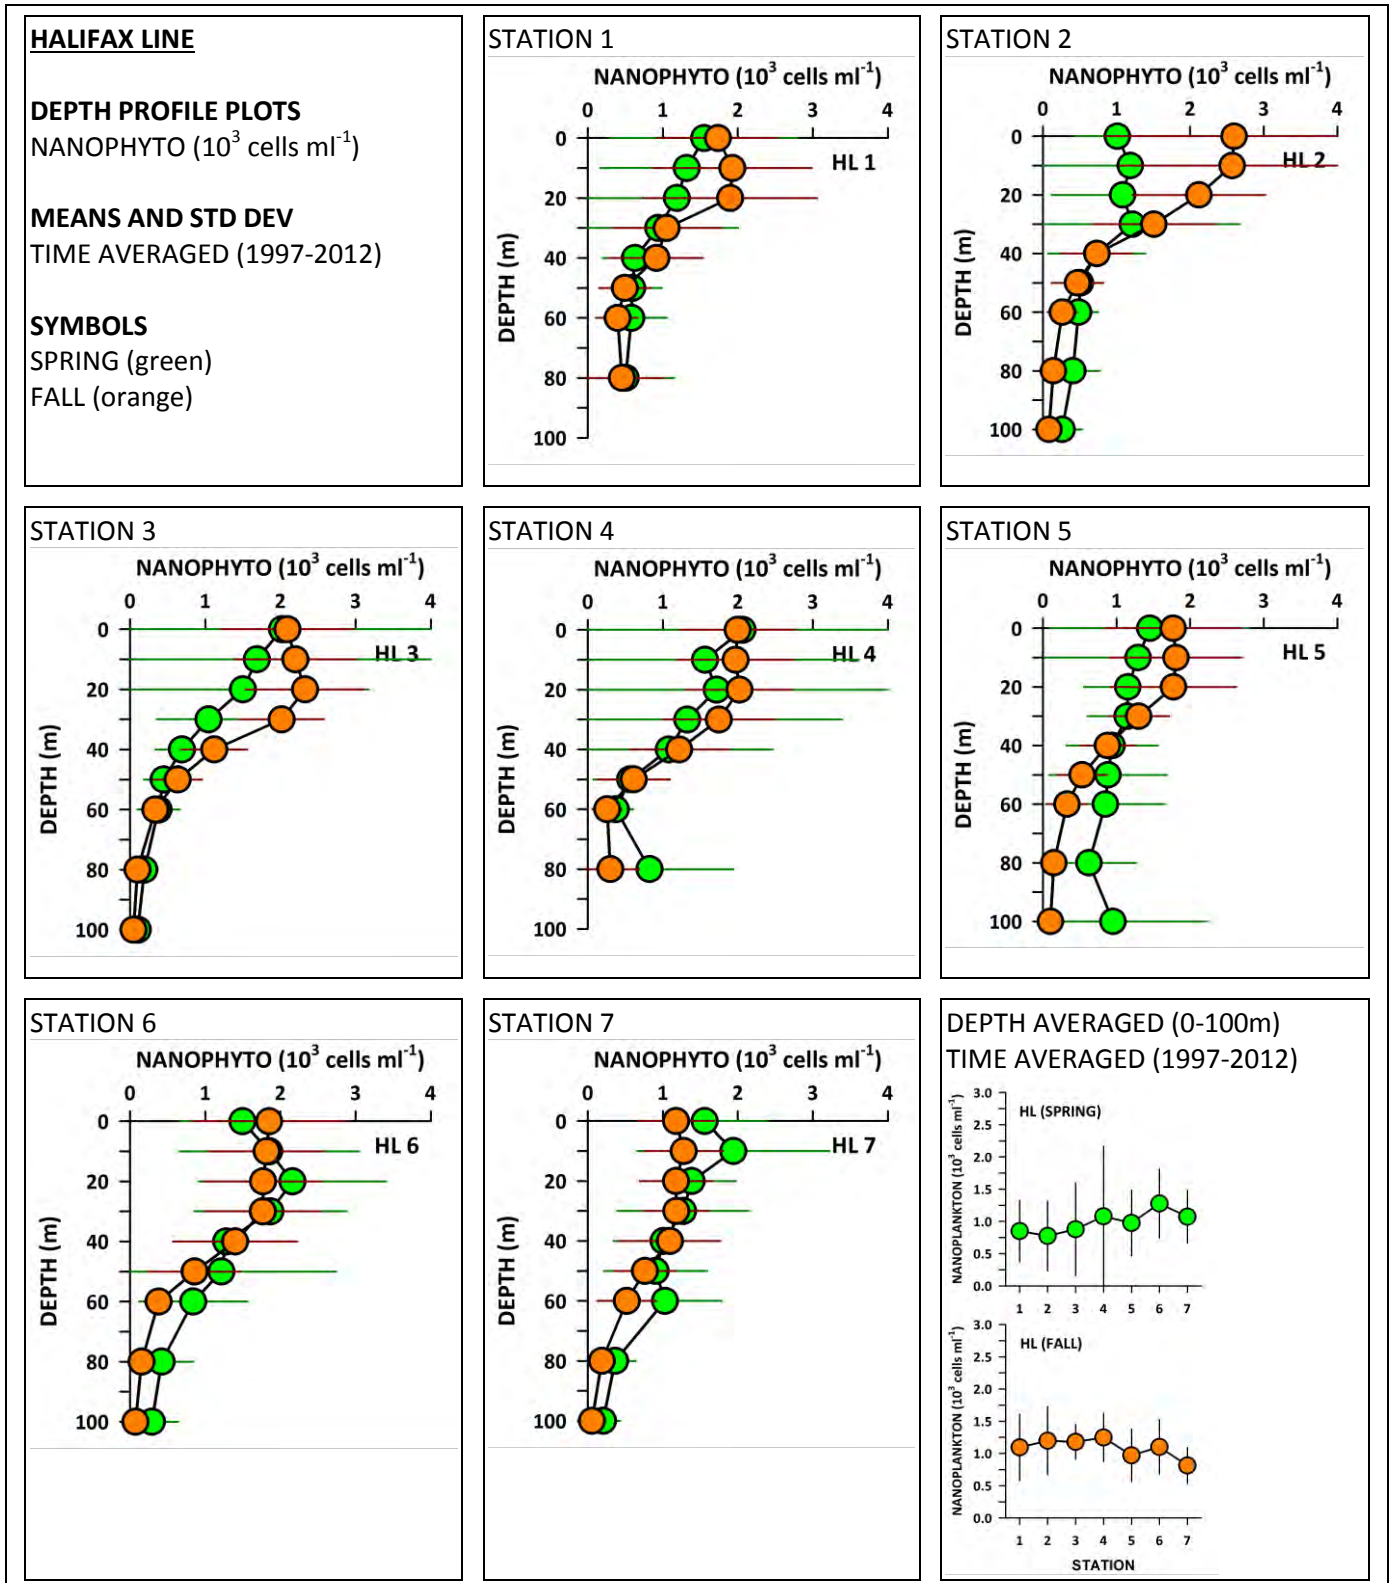 HALIFAX LINE
DEPTH PROFILE PLOTS
NANOPHYTO (10³ cells ml⁻¹)
MEANS AND STD DEV
TIME AVERAGED (1997-2012)
SYMBOLS
SPRING (green)
FALL (orange)
STATION 1
NANOPHYTO (10³ cells ml⁻¹)
0 1 2 3 4
0
20
40
60
80
100
DEPTH (m)
HL 1
STATION 2
NANOPHYTO (10³ cells ml⁻¹)
0 1 2 3 4
0
20
40
60
80
100
DEPTH (m)
HL 2
STATION 3
NANOPHYTO (10³ cells ml⁻¹)
0 1 2 3 4
0
20
40
60
80
100
DEPTH (m)
HL 3
STATION 4
NANOPHYTO (10³ cells ml⁻¹)
0 1 2 3 4
0
20
40
60
80
100
DEPTH (m)
HL 4
STATION 5
NANOPHYTO (10³ cells ml⁻¹)
0 1 2 3 4
0
20
40
60
80
100
DEPTH (m)
HL 5
STATION 6
NANOPHYTO (10³ cells ml⁻¹)
0 1 2 3 4
0
20
40
60
80
100
DEPTH (m)
HL 6
STATION 7
NANOPHYTO (10³ cells ml⁻¹)
0 1 2 3 4
0
20
40
60
80
100
DEPTH (m)
HL 7
DEPTH AVERAGED (0-100m)
TIME AVERAGED (1997-2012)
NANOPLANKTON (10³ cells ml⁻¹)
3.0
2.5
2.0
1.5
1.0
0.5
0.0
HL (SPRING)
1 2 3 4 5 6 7
NANOPLANKTON (10³ cells ml⁻¹)
3.0
2.5
2.0
1.5
1.0
0.5
0.0
HL (FALL)
1 2 3 4 5 6 7
STATION